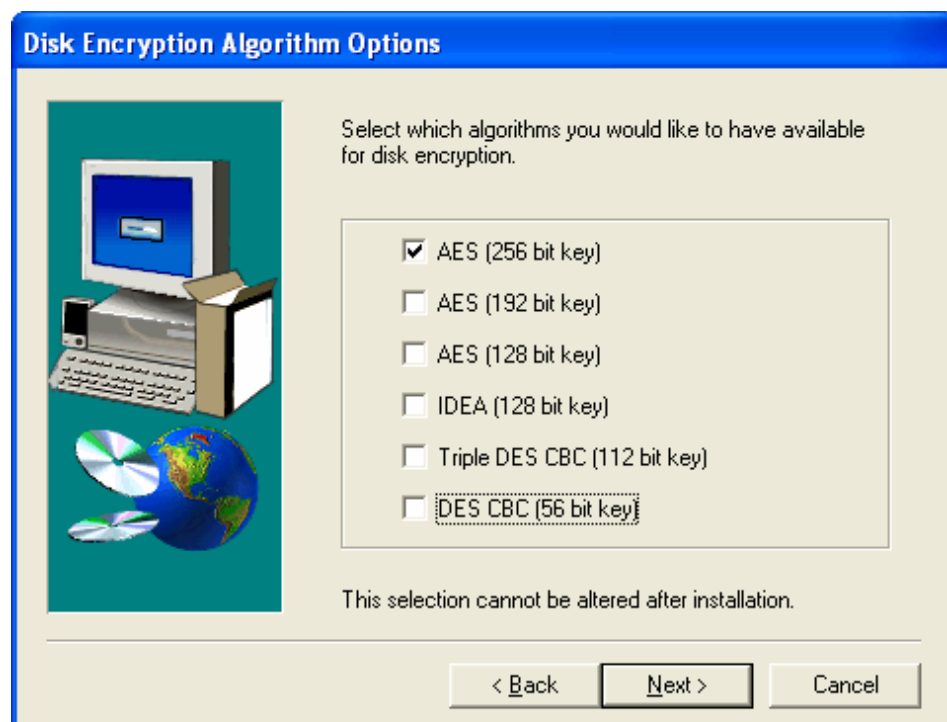 Disk Encryption Algorithm Options
Select which algorithms you would like to have available
for disk encryption.
AES (256 bit key)
AES (192 bit key)
AES (128 bit key)
IDEA (128 bit key)
Triple DES CBC (112 bit key)
DES CBC (56 bit key)
This selection cannot be altered after installation.
< Back
Next >
Cancel